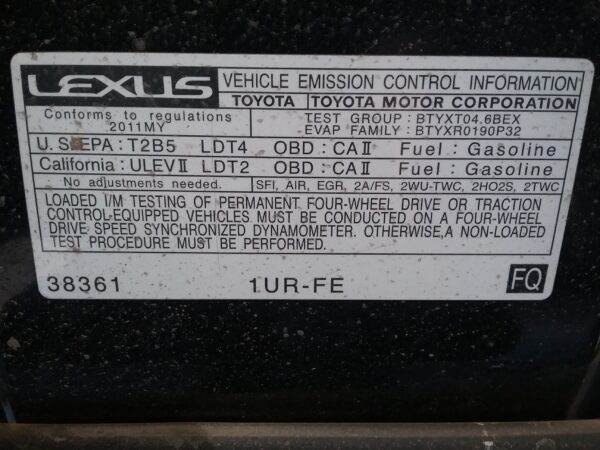 LEXUS VEHICLE EMISSION CONTROL INFORMATION
TOYOTA TOYOTA MOTOR CORPORATION
Conforms to regulations TEST GROUP : BTYXT04.6BEX
2011MY EVAP FAMILY : BTYXR0190P32
U. S. EPA : T2B5 LDT4 OBD : CAⅡ Fuel : Gasoline
California : ULEVⅡ LDT2 OBD : CAⅡ Fuel : Gasoline
No adjustments needed. SFI, AIR, EGR, 2A/FS, 2WU-TWC, 2HO2S, 2TWC
LOADED I/M TESTING OF PERMANENT FOUR-WHEEL DRIVE OR TRACTION
CONTROL-EQUIPPED VEHICLES MUST BE CONDUCTED ON A FOUR-WHEEL
DRIVE SPEED SYNCHRONIZED DYNAMOMETER. OTHERWISE, A NON-LOADED
TEST PROCEDURE MUST BE PERFORMED.
38361 1UR-FE FQ